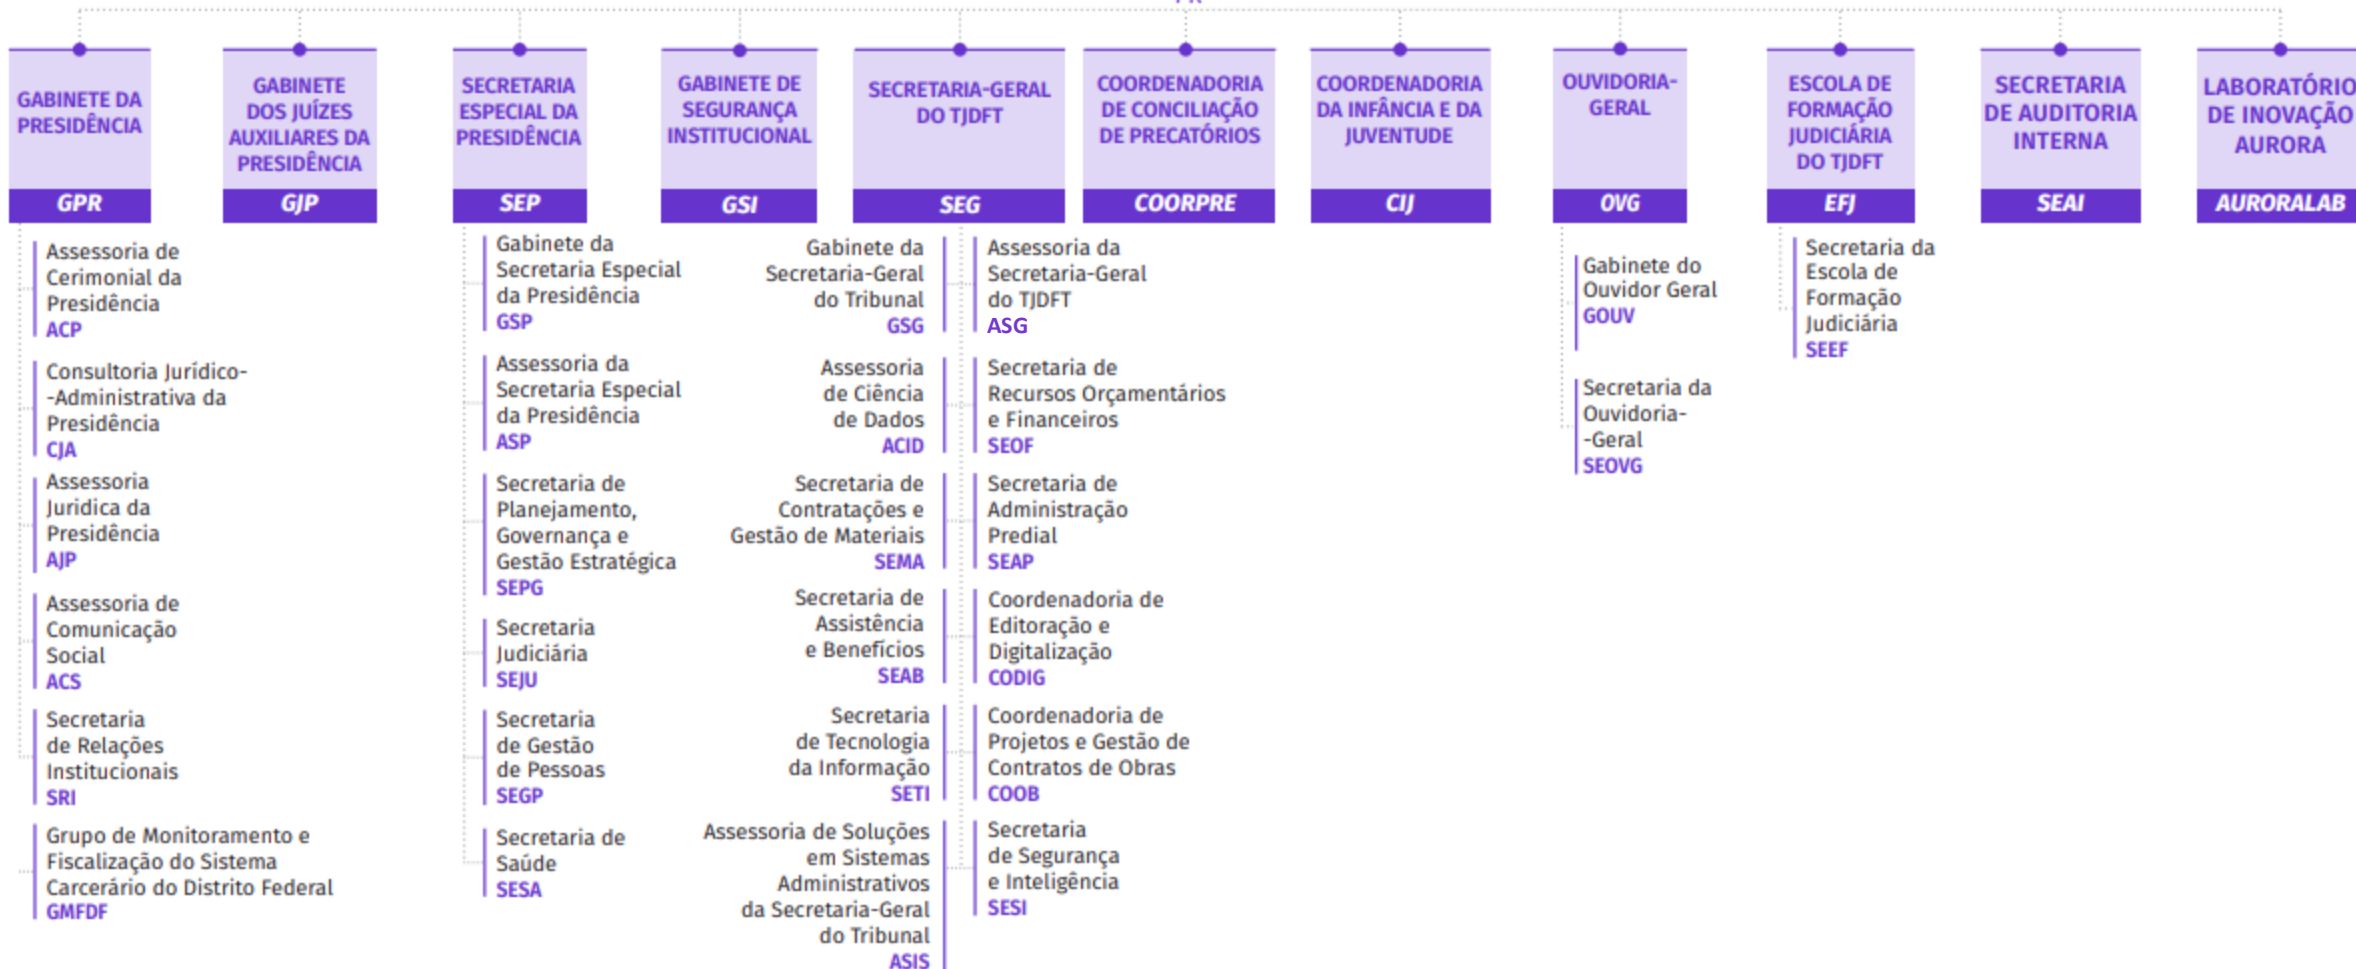 PR
GABINETE DA
PRESIDÊNCIA
GPR
Assessoria de
Cerimonial da
Presidência
ACP
Consultoria Jurídico-
-Administrativa da
Presidência
CJA
Assessoria
Juridica da
Presidência
AJP
Assessoria de
Comunicação
Social
ACS
Secretaria
de Relações
Institucionais
SRI
Grupo de Monitoramento e
Fiscalização do Sistema
Carcerário do Distrito Federal
GMFDF
GABINETE
DOS JUÍZES
AUXILIARES DA
PRESIDÊNCIA
GJP
SECRETARIA
ESPECIAL DA
PRESIDÊNCIA
SEP
Gabinete da
Secretaria Especial
da Presidência
GSP
Assessoria da
Secretaria Especial
da Presidência
ASP
Secretaria de
Planejamento,
Governança e
Gestão Estratégica
SEPG
Secretaria
Judiciária
SEJU
Secretaria
de Gestão
de Pessoas
SEGP
Secretaria de
Saúde
SESA
GABINETE DE
SEGURANÇA
INSTITUCIONAL
GSI
SECRETARIA-GERAL
DO TJDFT
SEG
Gabinete da
Secretaria-Geral
do Tribunal
GSG
Assessoria
de Ciência
de Dados
ACID
Secretaria de
Contratações e
Gestão de Materiais
SEMA
Secretaria de
Assistência
e Benefícios
SEAB
Secretaria
de Tecnologia
da Informação
SETI
Assessoria de Soluções
em Sistemas
Administrativos
da Secretaria-Geral
do Tribunal
ASIS
Assessoria da
Secretaria-Geral
do TJDFT
ASG
Secretaria de
Recursos Orçamentários
e Financeiros
SEOF
Secretaria de
Administração
Predial
SEAP
Coordenadoria de
Editoração e
Digitalização
CODIG
Coordenadoria de
Projetos e Gestão de
Contratos de Obras
COOB
Secretaria
de Segurança
e Inteligência
SESI
COORDENADORIA
DE CONCILIAÇÃO
DE PRECATÓRIOS
COORPRE
COORDENADORIA
DA INFÂNCIA E DA
JUVENTUDE
CIJ
OUVIDORIA-
GERAL
OVG
Gabinete do
Ouvidor Geral
GOUV
Secretaria da
Ouvidoria-
-Geral
SEOVG
ESCOLA DE
FORMAÇÃO
JUDICIÁRIA
DO TJDFT
EFJ
Secretaria da
Escola de
Formação
Judiciária
SEEF
SECRETARIA
DE AUDITORIA
INTERNA
SEAI
LABORATÓRIO
DE INOVAÇÃO
AURORA
AURORALAB